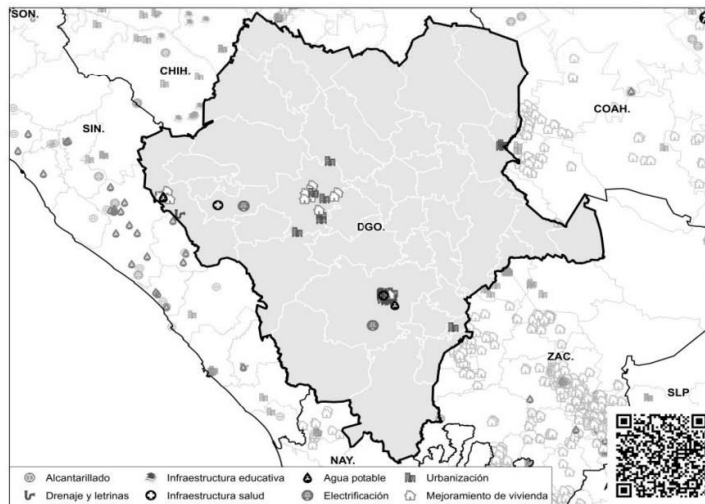 SON.
CHIH.
COAH.
SIN.
DGO.
ZAC.
SLP
NAY.
Alcantarillado
Infraestructura educativa
Agua potable
Urbanización
Drenaje y letrinas
Infraestructura salud
Electrificación
Mejoramiento de vivienda